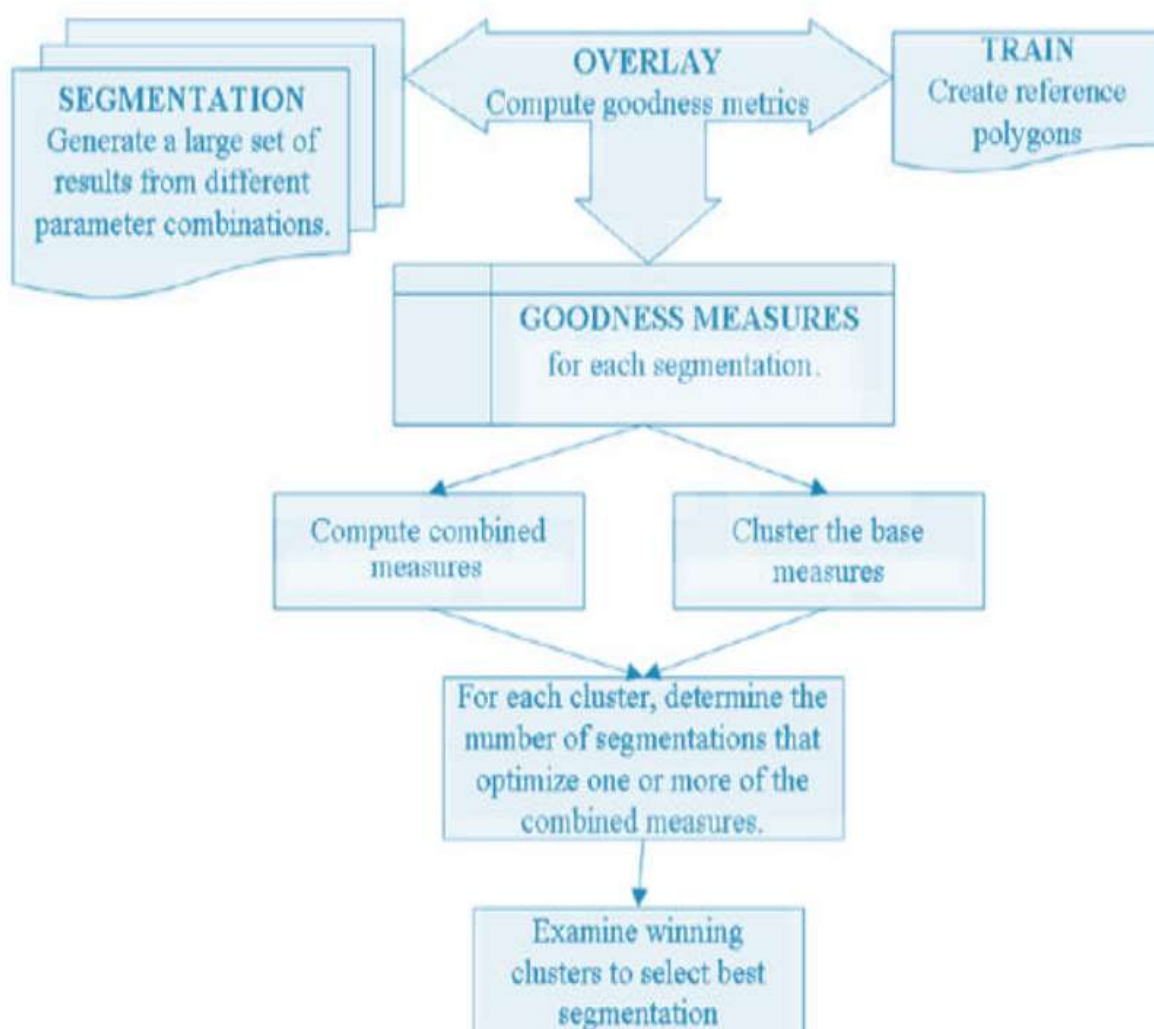 SEGMENTATION
Generate a large set of
results from different
parameter combinations.
OVERLAY
Compute goodness metrics
TRAIN
Create reference
polygons
GOODNESS MEASURES
for each segmentation.
Compute combined
measures
Cluster the base
measures
For each cluster, determine the
number of segmentations that
optimize one or more of the
combined measures.
Examine winning
clusters to select best
segmentation